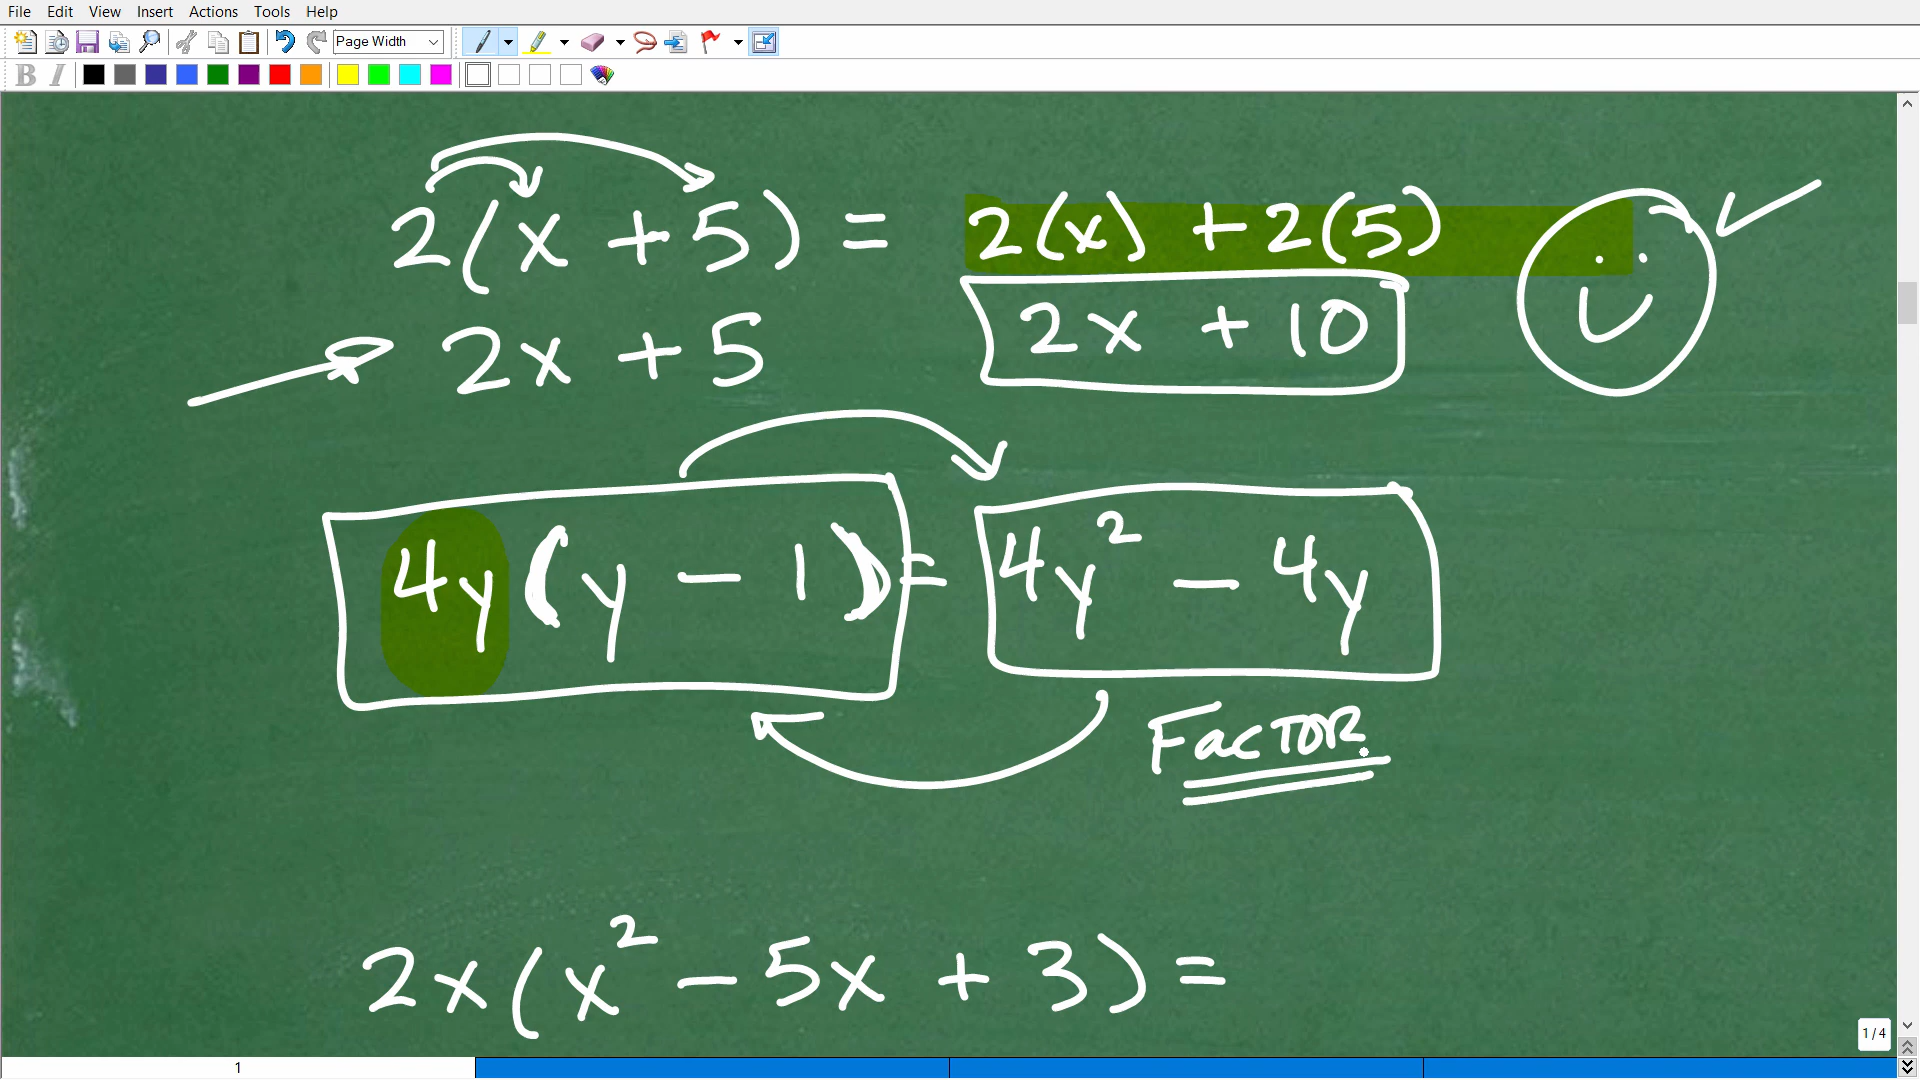 File Edit View Insert Actions Tools Help
Page Width
B I
2(x + 5) = 2(x) + 2(5)
2x + 5 2x + 10
4y(y - 1) = 4y² - 4y
FACTOR
2x(x² - 5x + 3) =
1 / 4
1